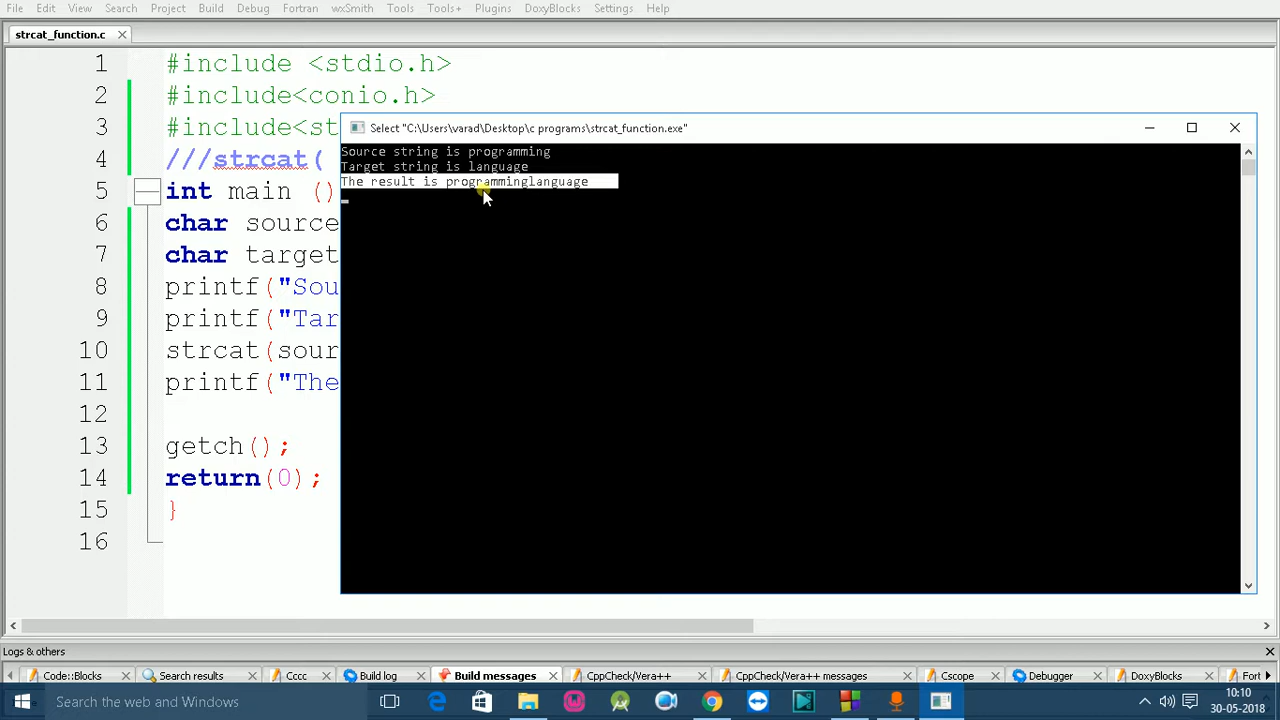 File Edit View Search Project Build Debug Fortran wxSmith Tools Tools+ Plugins DoxyBlocks Settings Help
strcat_function.c
1 #include <stdio.h>
2 #include<conio.h>
3 #include<st
4 ///strcat(
5 int main ()
6 char source
7 char target
8 printf("Sou
9 printf("Tar
10 strcat(sour
11 printf("The
12
13 getch();
14 return(0);
15 }
16
Select "C:\Users\varad\Desktop\c programs\strcat_function.exe"
Source string is programming
Target string is language
The result is programminglanguage
Logs & others
Code::Blocks Search results Cccc Build log Build messages CppCheck/Vera++ CppCheck/Vera++ messages Cscope Debugger DoxyBlocks Fort
Search the web and Windows
10:10
30-05-2018